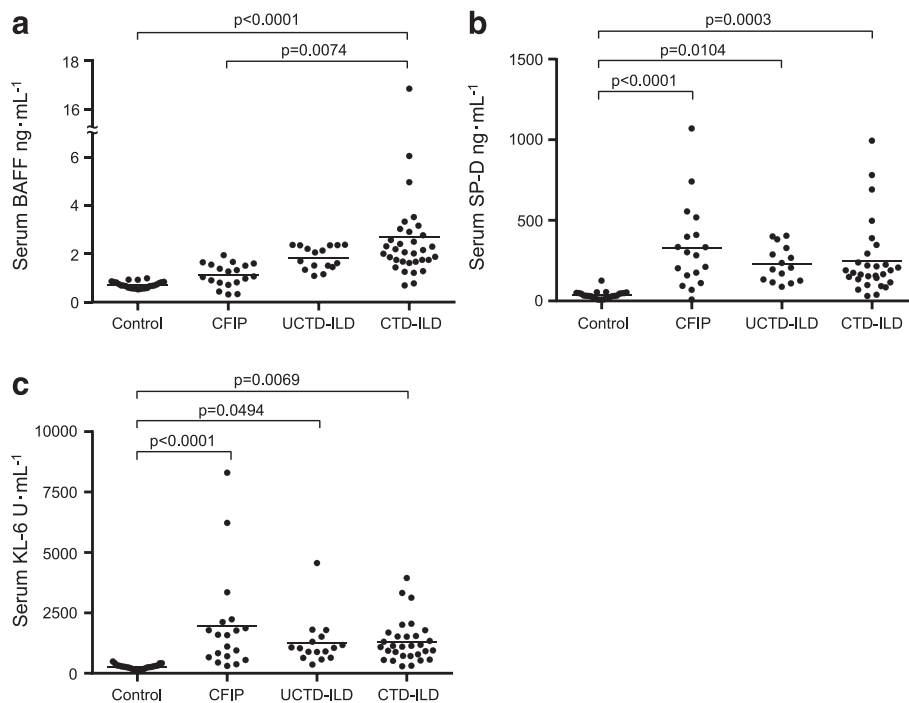 a
p<0.0001
p=0.0074
Serum BAFF ng·mL-1
18
16
6
4
2
0
Control CFIP UCTD-ILD CTD-ILD
b
p=0.0003
p=0.0104
p<0.0001
Serum SP-D ng·mL-1
1500
1000
500
0
Control CFIP UCTD-ILD CTD-ILD
c
p=0.0069
p=0.0494
p<0.0001
Serum KL-6 U·mL-1
10000
7500
5000
2500
0
Control CFIP UCTD-ILD CTD-ILD